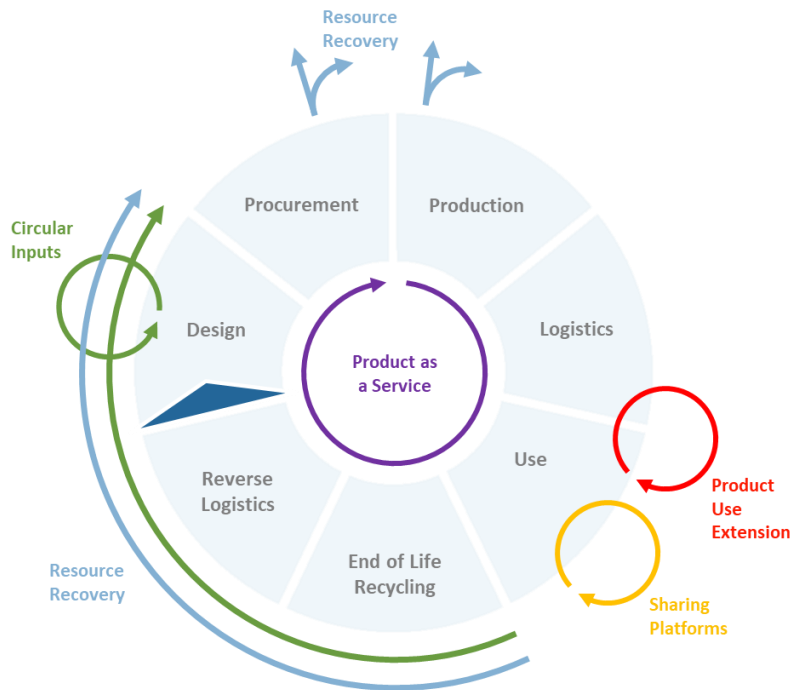 Resource
Recovery
Procurement
Production
Circular
Inputs
Design
Logistics
Product as
a Service
Use
Reverse
Logistics
Product
Use
Extension
End of Life
Recycling
Resource
Recovery
Sharing
Platforms